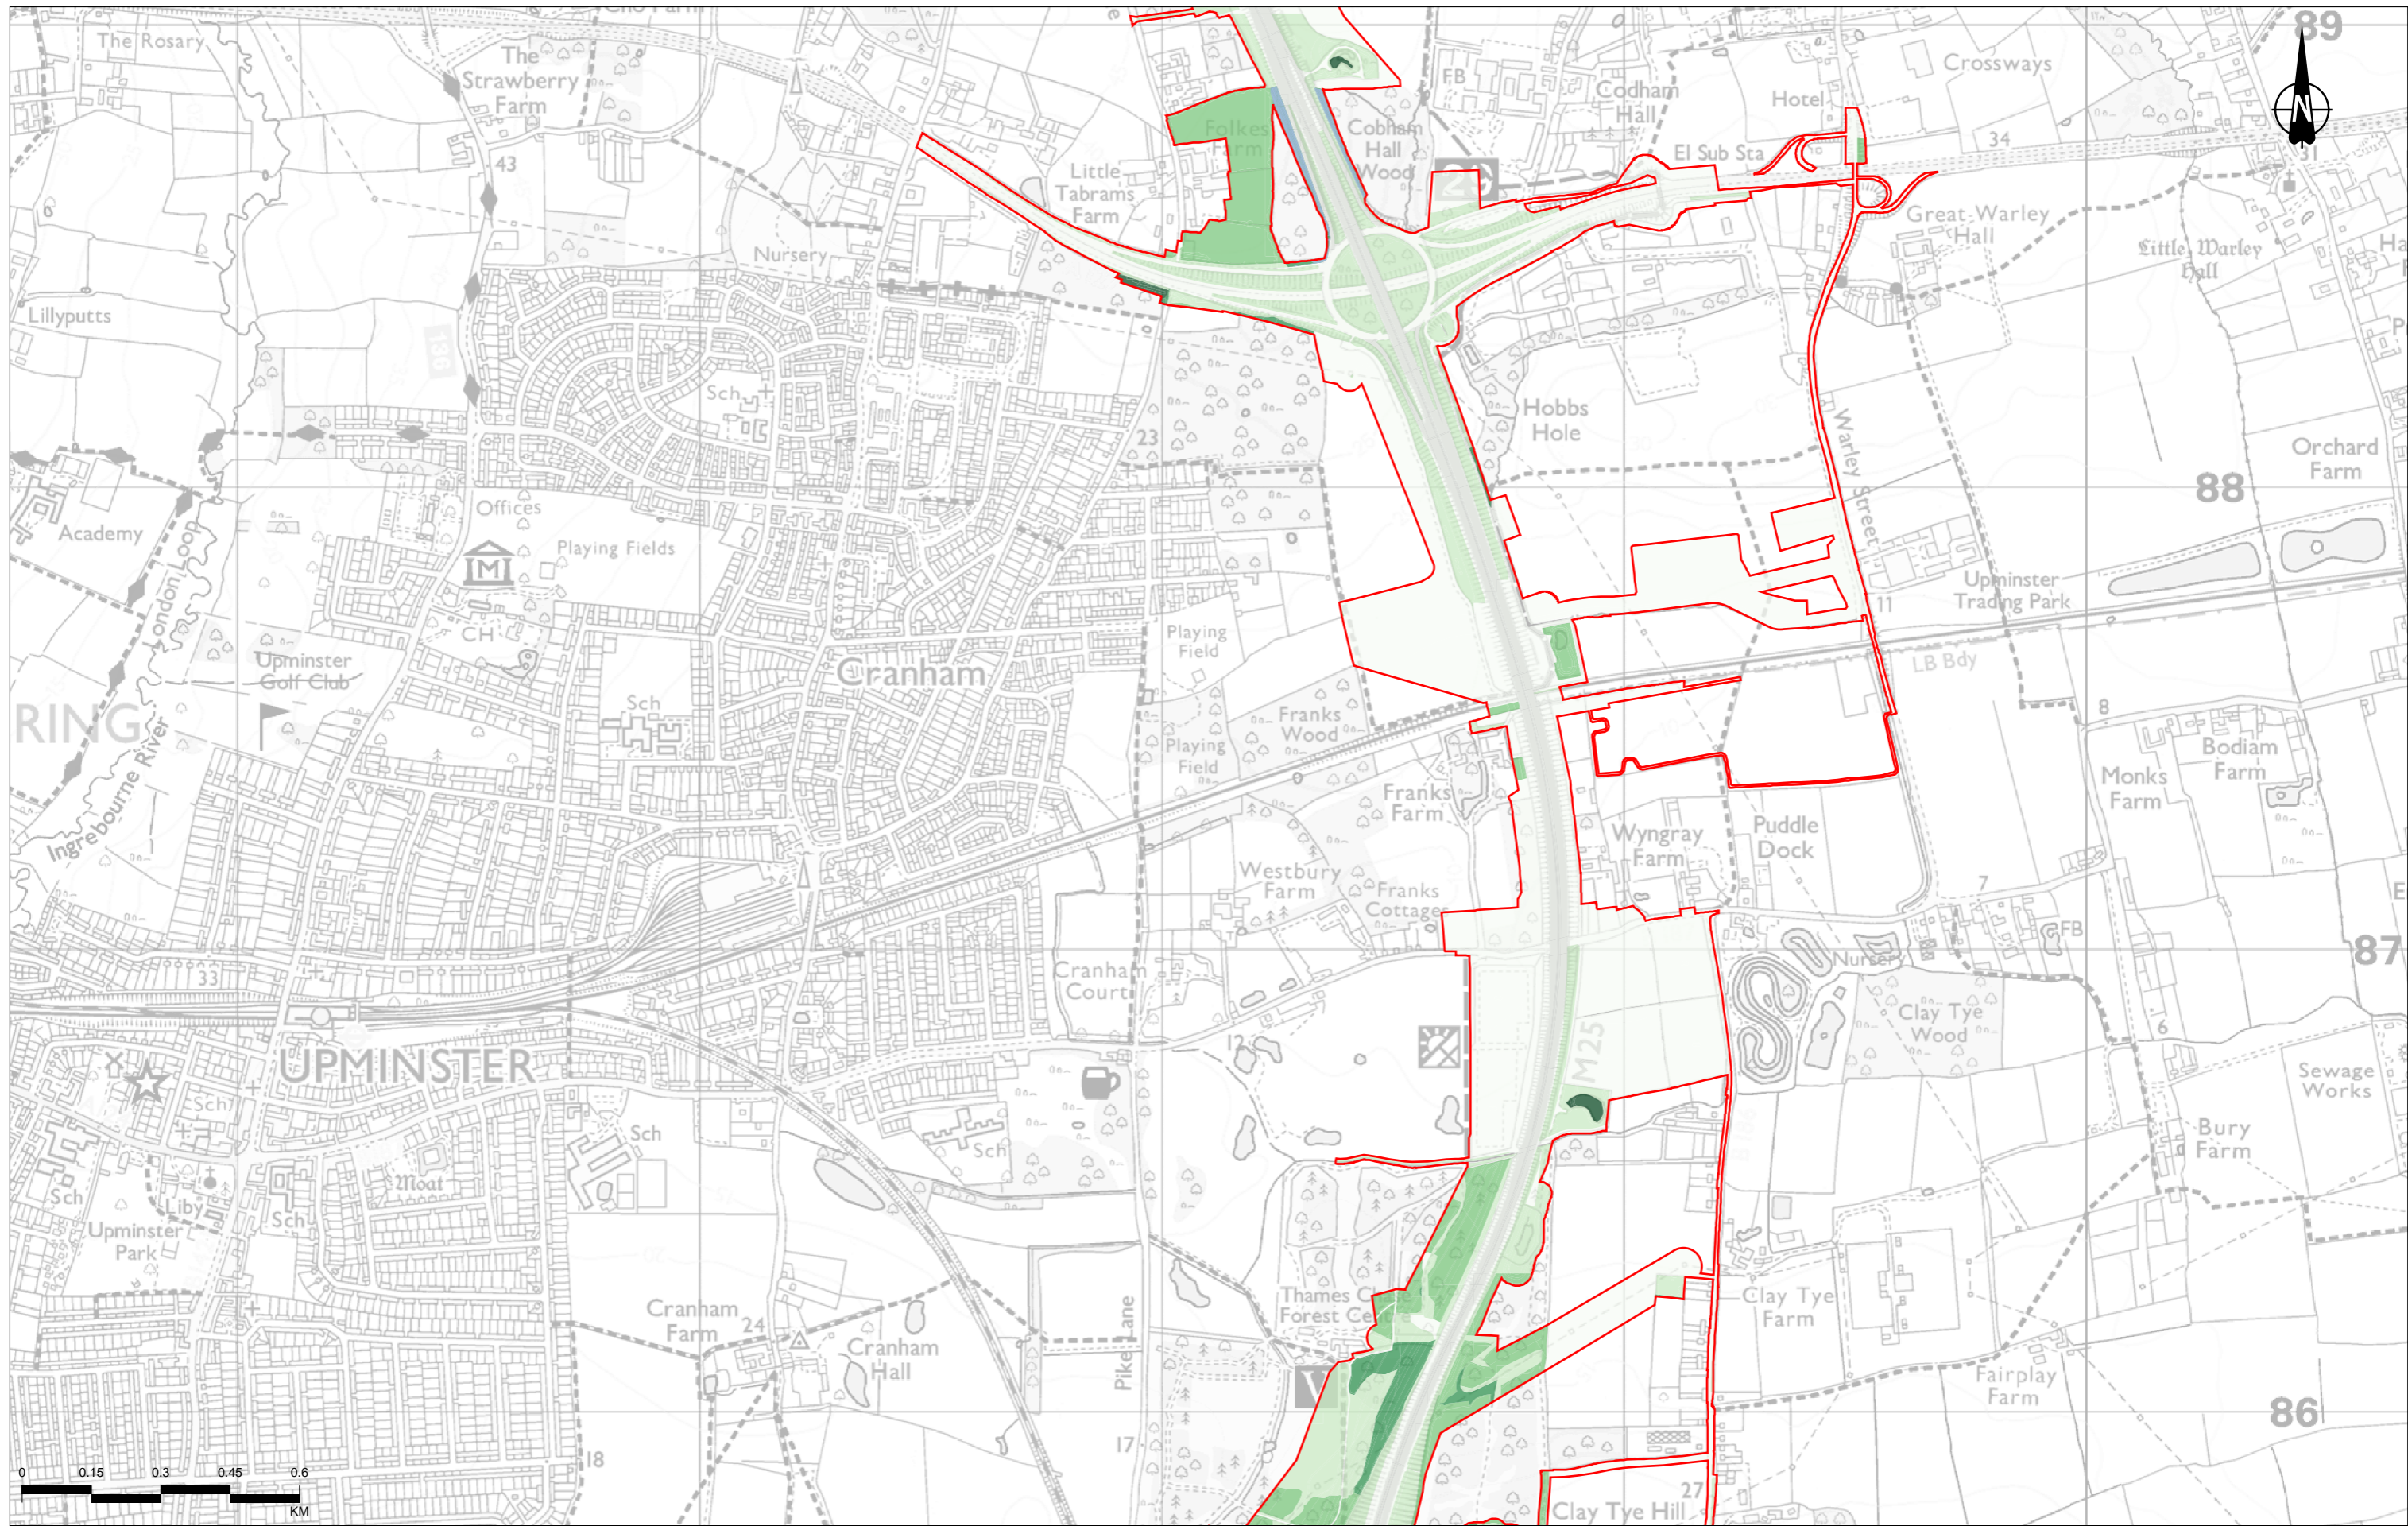 The Rosary
The
Strawberry
Farm
43
FB
Codham
Hall
Hotel
Crossways
89
N
Folkes
Farm
Cobham
Hall
Wood
El Sub Sta
34
31
Little
Tabrams
Farm
Great Warley
Hall
Little Warley
Hall
Nursery
Lillyputts
Sch
Hobbs
Hole
23
Warley Street
Orchard
Farm
88
Academy
Offices
M
Playing Fields
London Loop
CH
Upminster
Golf Club
Cranham
Playing
Field
D
11
Upminster
Trading Park
LB Bdy
RING
Ingrebourne River
Sch
Franks
Wood
Playing
Field
8
Bodiam
Farm
Monks
Farm
Franks
Farm
Wyngray
Farm
Puddle
Dock
Westbury
Farm
Franks
Cottages
7
FB
87
33
Cranham
Court
Nursery
Clay Tye
Wood
6
UPMINSTER
12
M25
Sewage
Works
Sch
Sch
Sch
Bury
Farm
Moat
Sch
Liby
Sch
Upminster
Park
Pike Lane
Thames C
Forest Centre
Clay Tye
Farm
Cranham
Farm
24
Cranham
Hall
Fairplay
Farm
V
86
18
17
27
Clay Tye Hill
0 0.15 0.3 0.45 0.6
KM